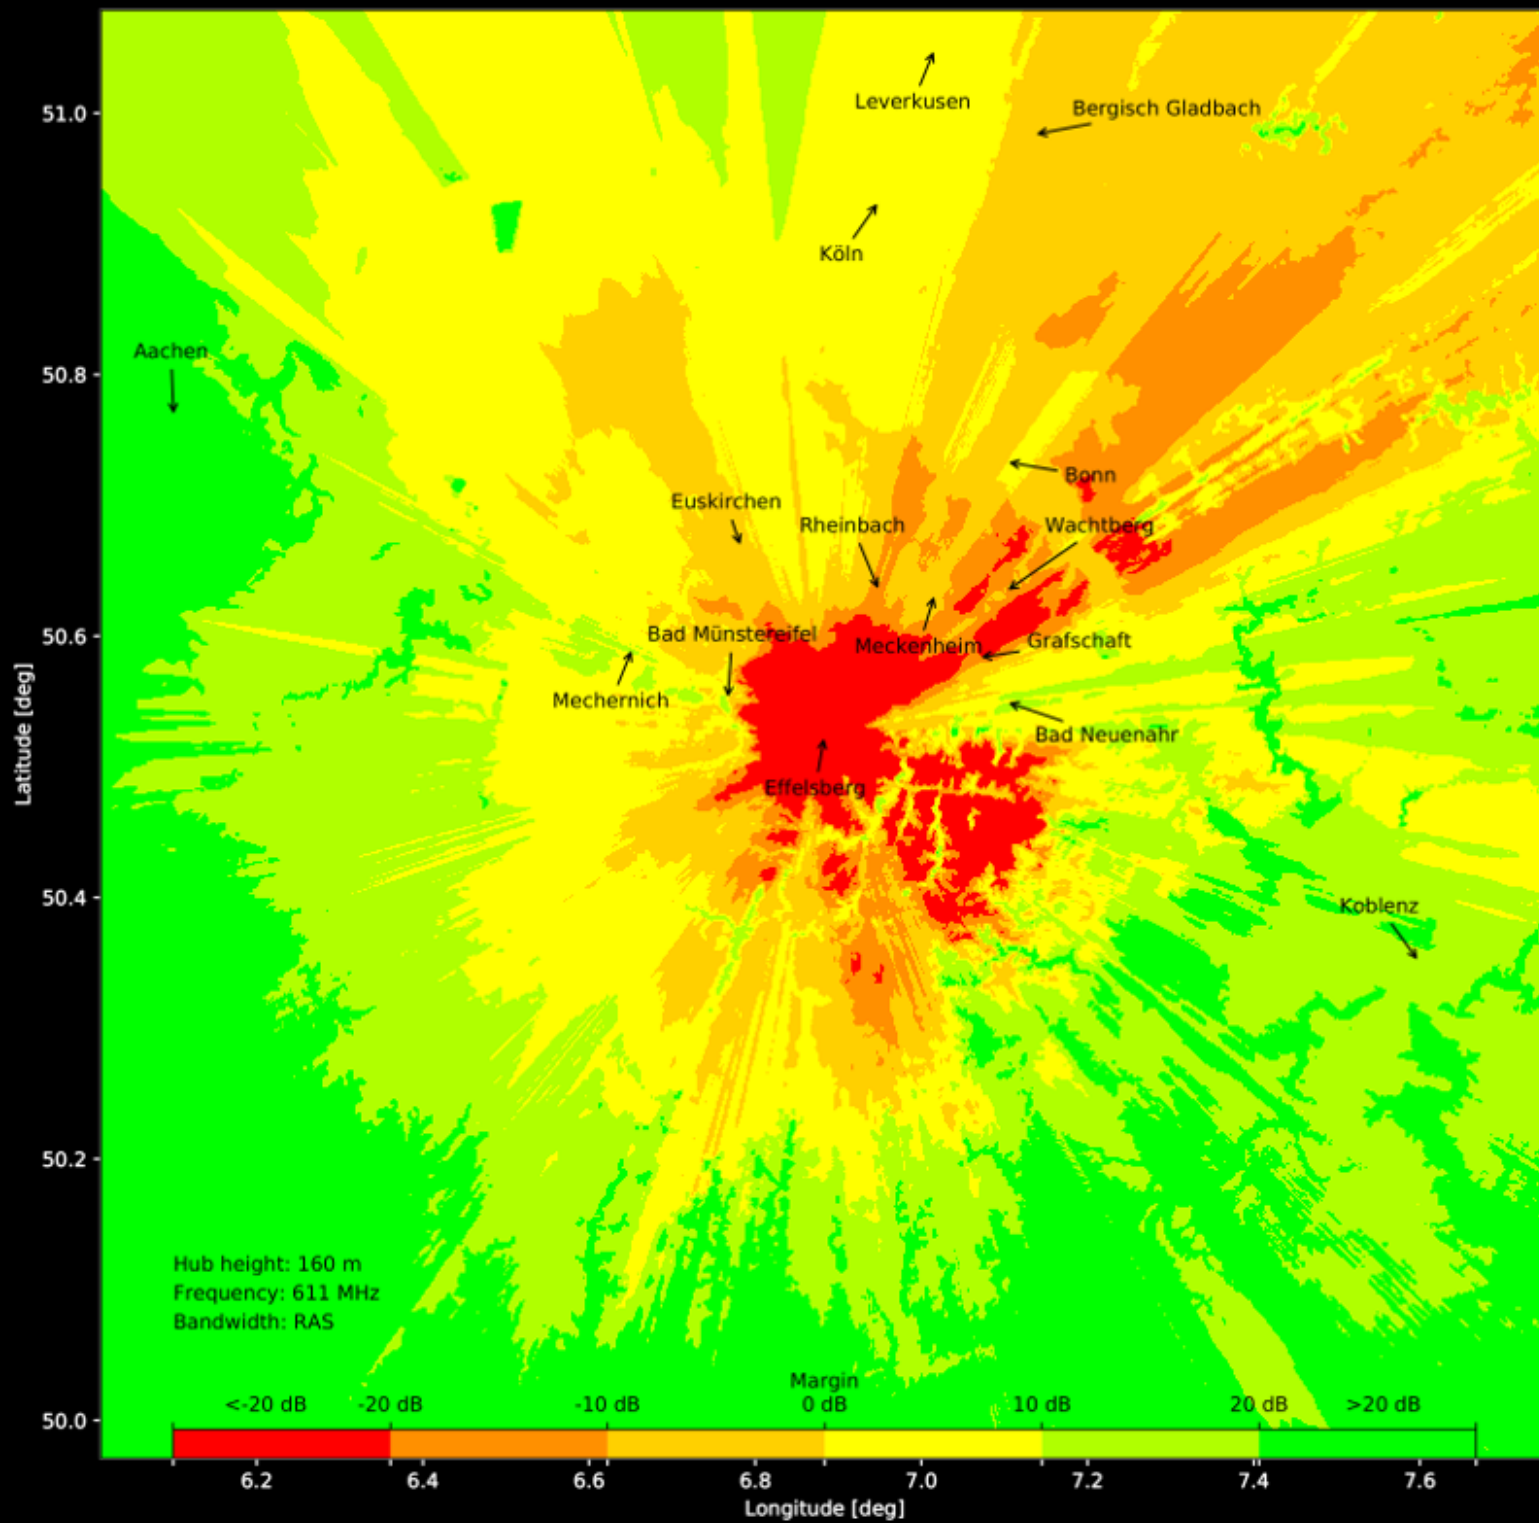 Leverkusen
Bergisch Gladbach
51.0
Köln
Aachen
50.8
Bonn
Euskirchen
Rheinbach
Wachtberg
50.6
Bad Münstereifel
Meckenheim
Grafschaft
Mechernich
Bad Neuenahr
Effelsberg
Latitude [deg]
50.4
Koblenz
50.2
Hub height: 160 m
Frequency: 611 MHz
Bandwidth: RAS
Margin
<-20 dB -20 dB -10 dB 0 dB 10 dB 20 dB >20 dB
50.0
6.2 6.4 6.6 6.8 7.0 7.2 7.4 7.6
Longitude [deg]